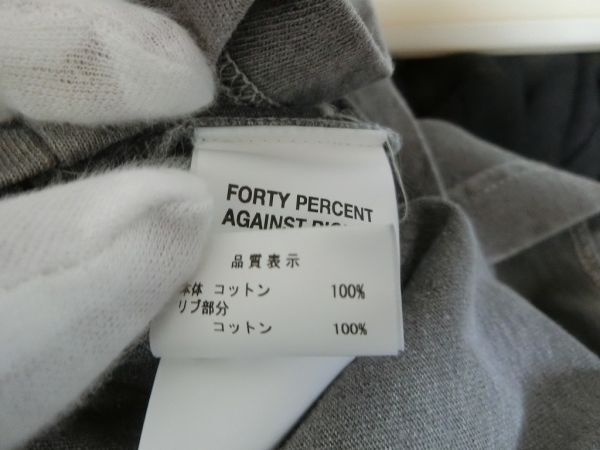 FORTY PERCENT
AGAINST
品質表示
本体 コットン 100%
リブ部分
コットン 100%